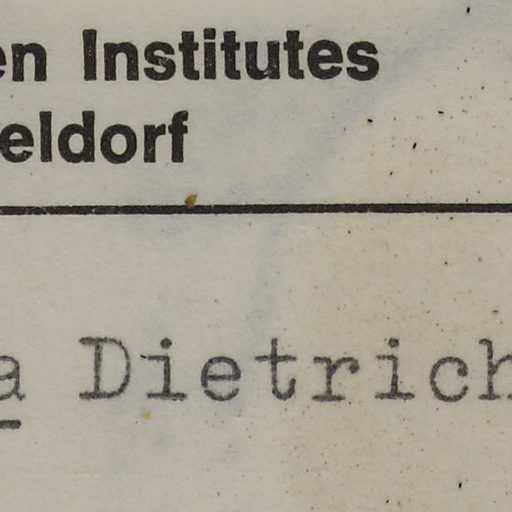 en Institutes
eldorf
a Dietrich